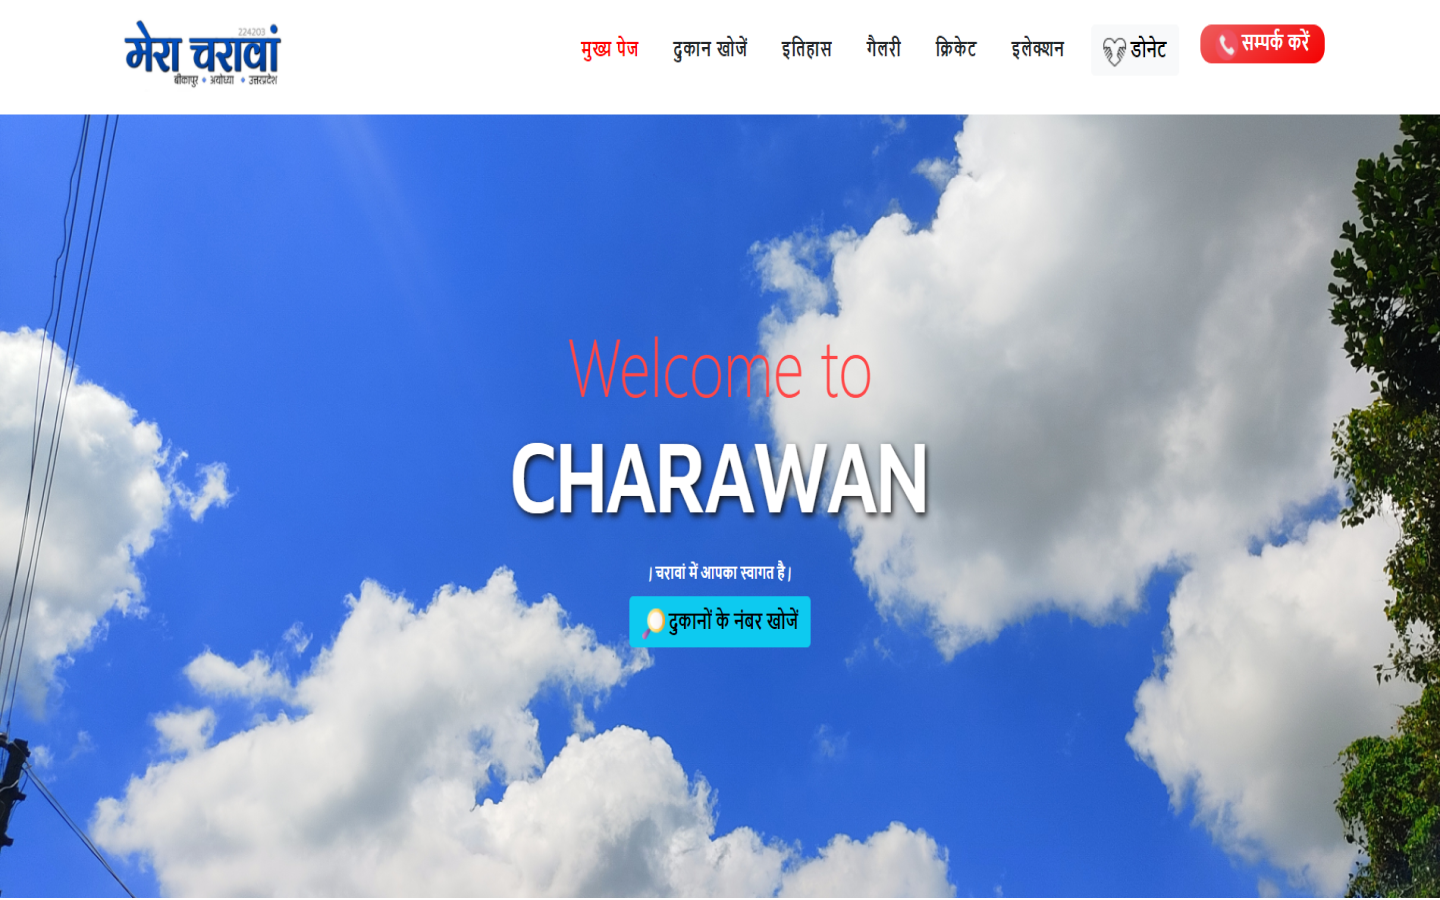 224203
मेरा चरावां
बीकापुर • अयोध्या • उत्तरप्रदेश
मुख्य पेज
दुकान खोजें
इतिहास
गैलरी
क्रिकेट
इलेक्शन
डोनेट
सम्पर्क करें
Welcome to
CHARAWAN
| चरावां में आपका स्वागत है |
दुकानों के नंबर खोजें